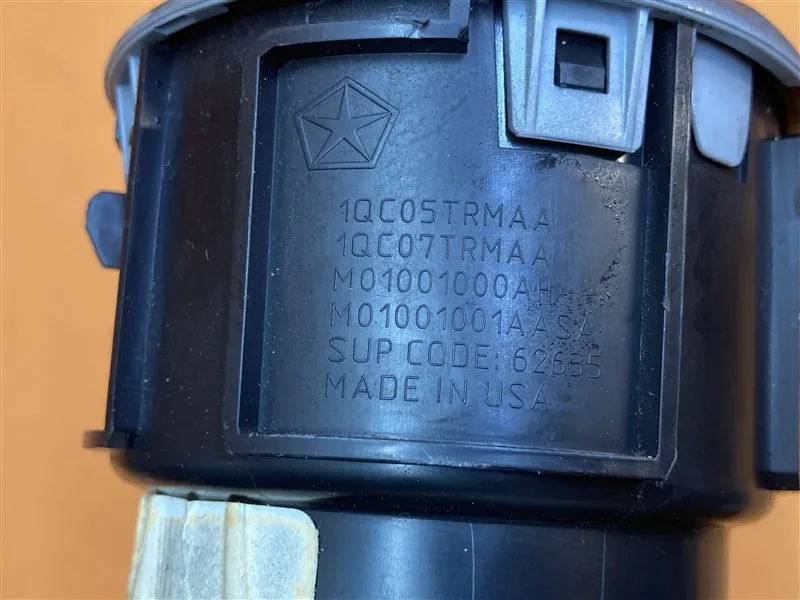 1QC05TRMAA
1QC07TRMAA
M01001000AH
M01001001AASA
SUP CODE: 62635
MADE IN USA